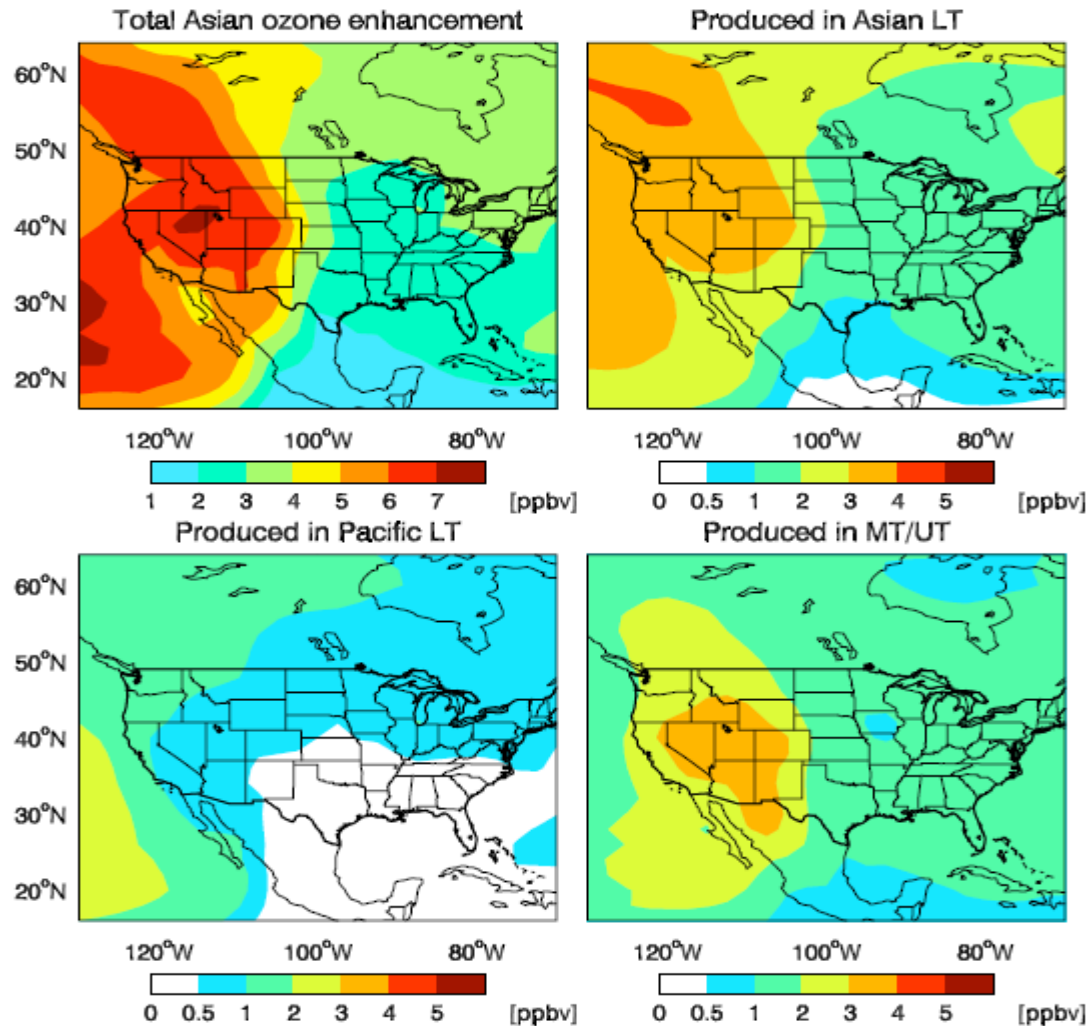 Total Asian ozone enhancement
Produced in Asian LT
60°N
50°N
40°N
30°N
20°N
120°W 100°W 80°W
120°W 100°W 80°W
1 2 3 4 5 6 7 [ppbv]
0 0.5 1 2 3 4 5 [ppbv]
Produced in Pacific LT
Produced in MT/UT
60°N
50°N
40°N
30°N
20°N
120°W 100°W 80°W
120°W 100°W 80°W
0 0.5 1 2 3 4 5 [ppbv]
0 0.5 1 2 3 4 5 [ppbv]